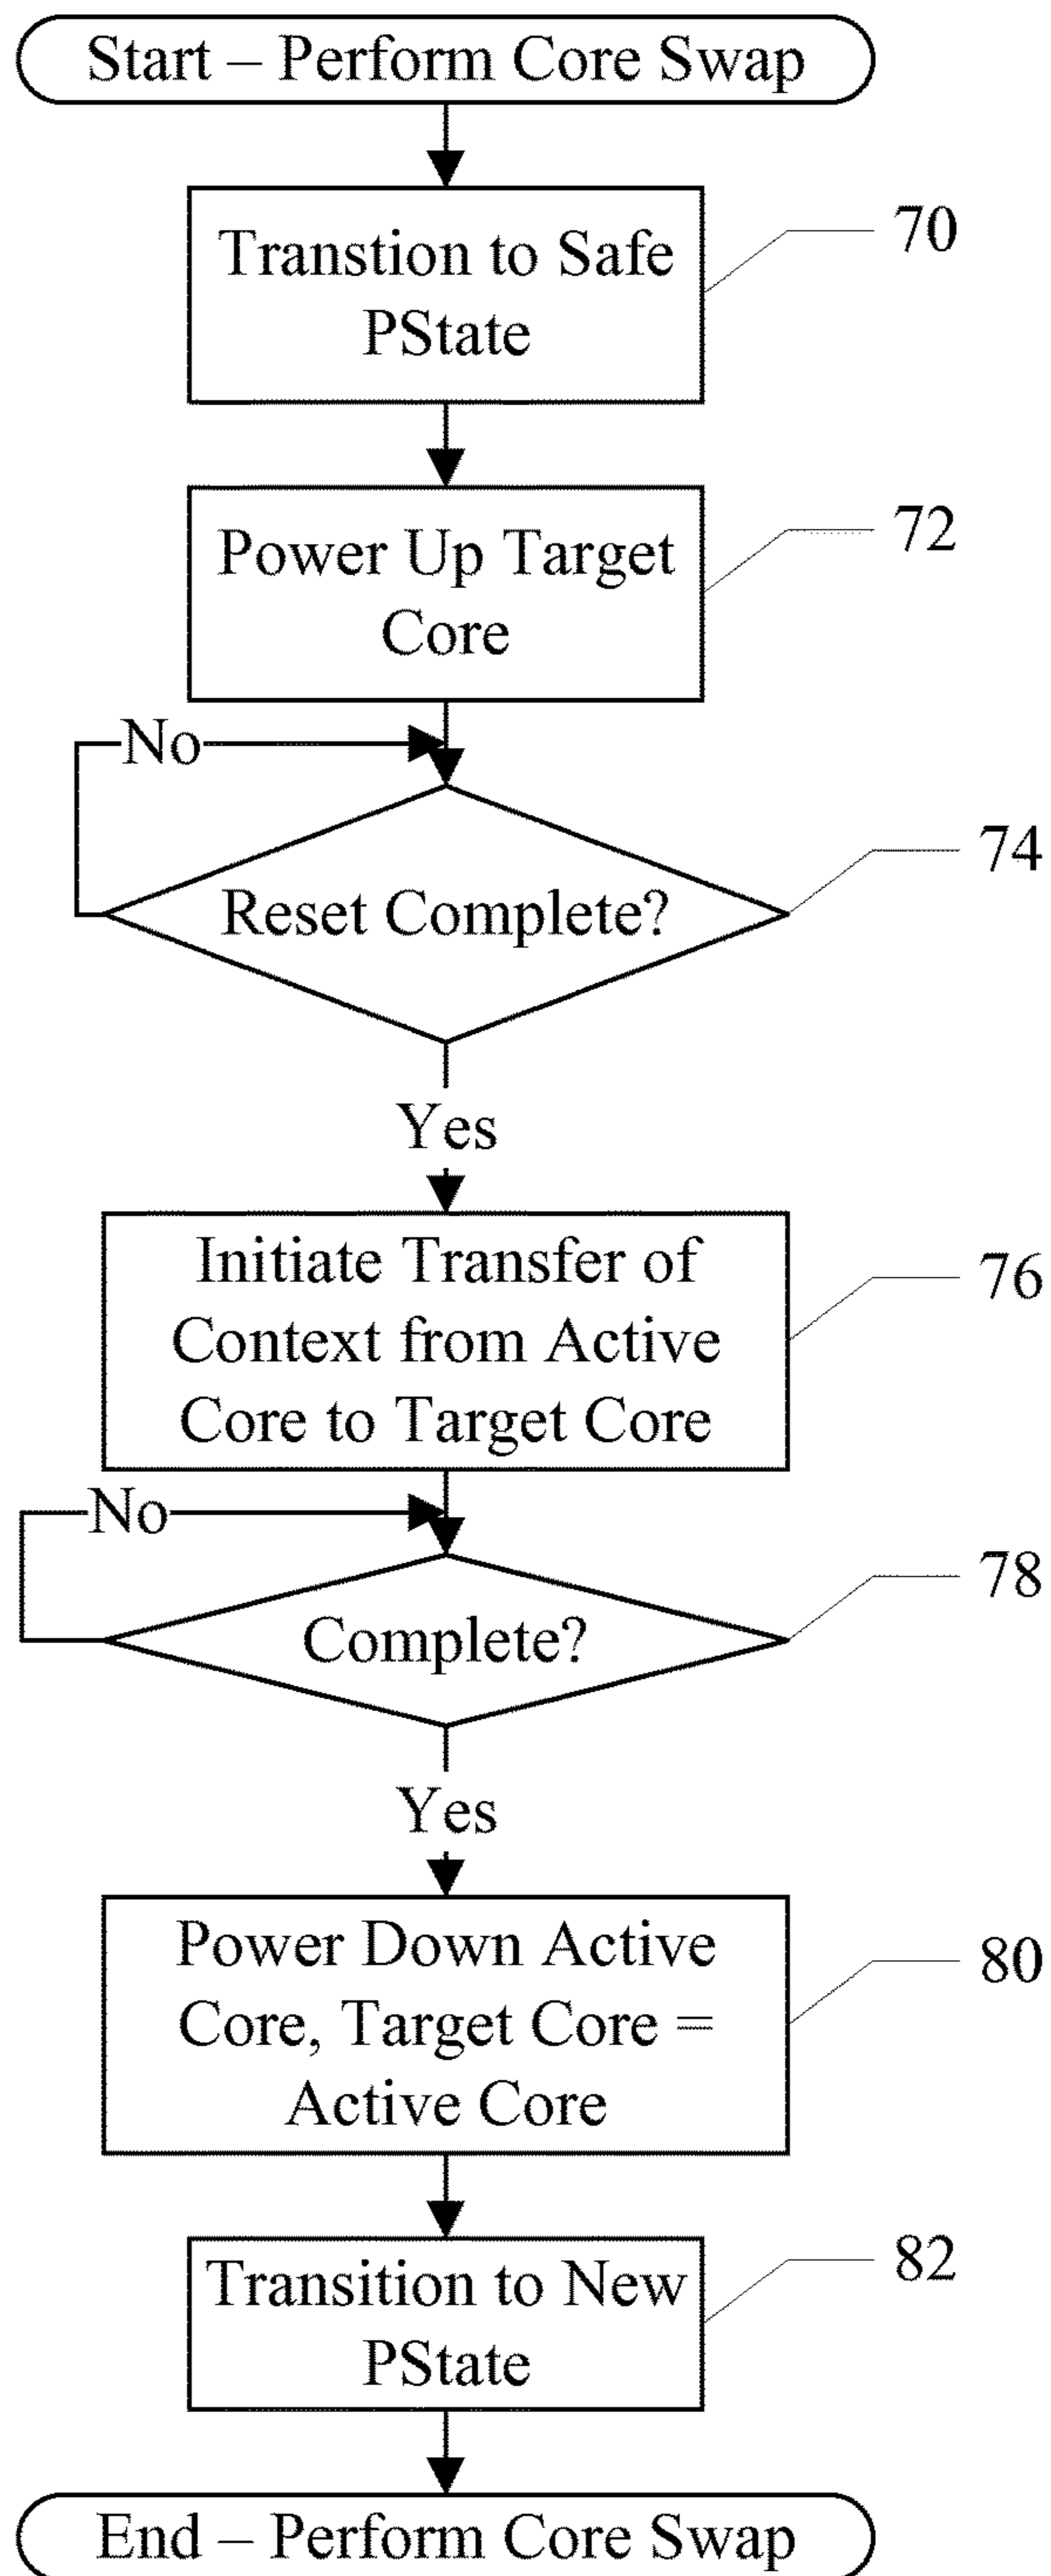 Start – Perform Core Swap
Transtion to Safe
PState
70
Power Up Target
Core
72
No
Reset Complete?
74
Yes
Initiate Transfer of
Context from Active
Core to Target Core
76
No
Complete?
78
Yes
Power Down Active
Core, Target Core =
Active Core
80
Transition to New
PState
82
End – Perform Core Swap